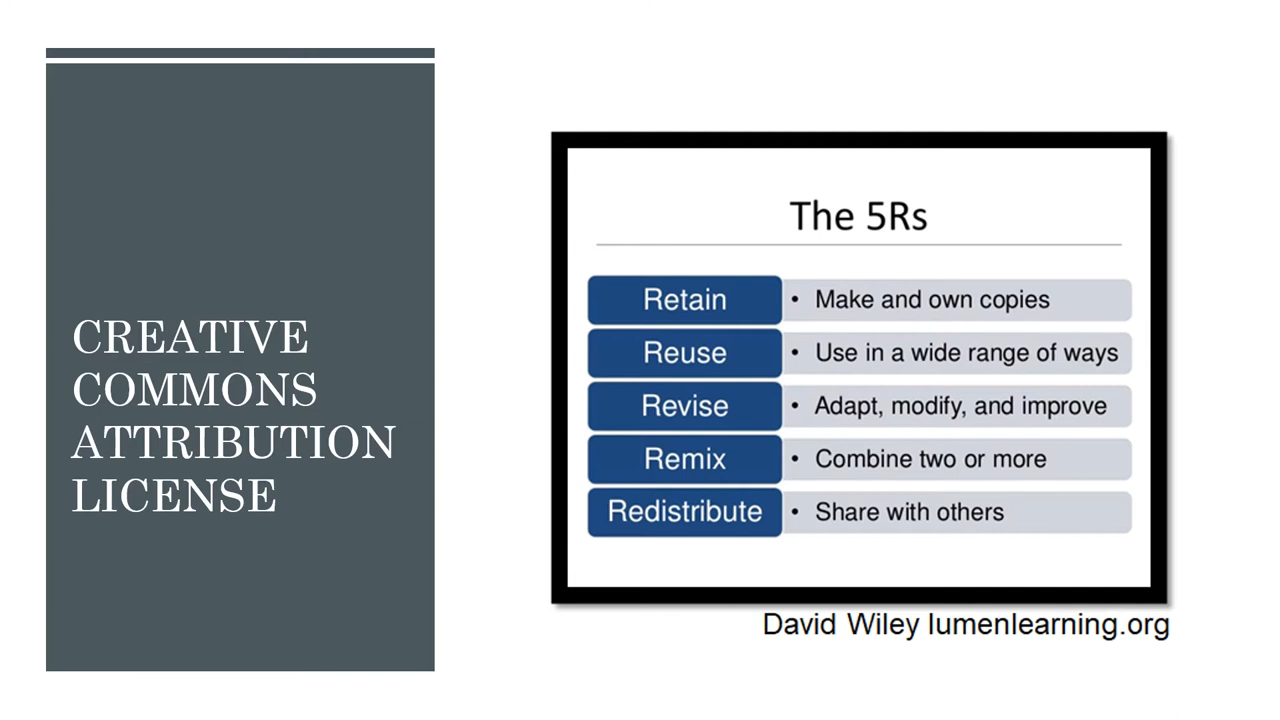 CREATIVE
COMMONS
ATTRIBUTION
LICENSE
The 5Rs
Retain • Make and own copies
Reuse • Use in a wide range of ways
Revise • Adapt, modify, and improve
Remix • Combine two or more
Redistribute • Share with others
David Wiley lumenlearning.org